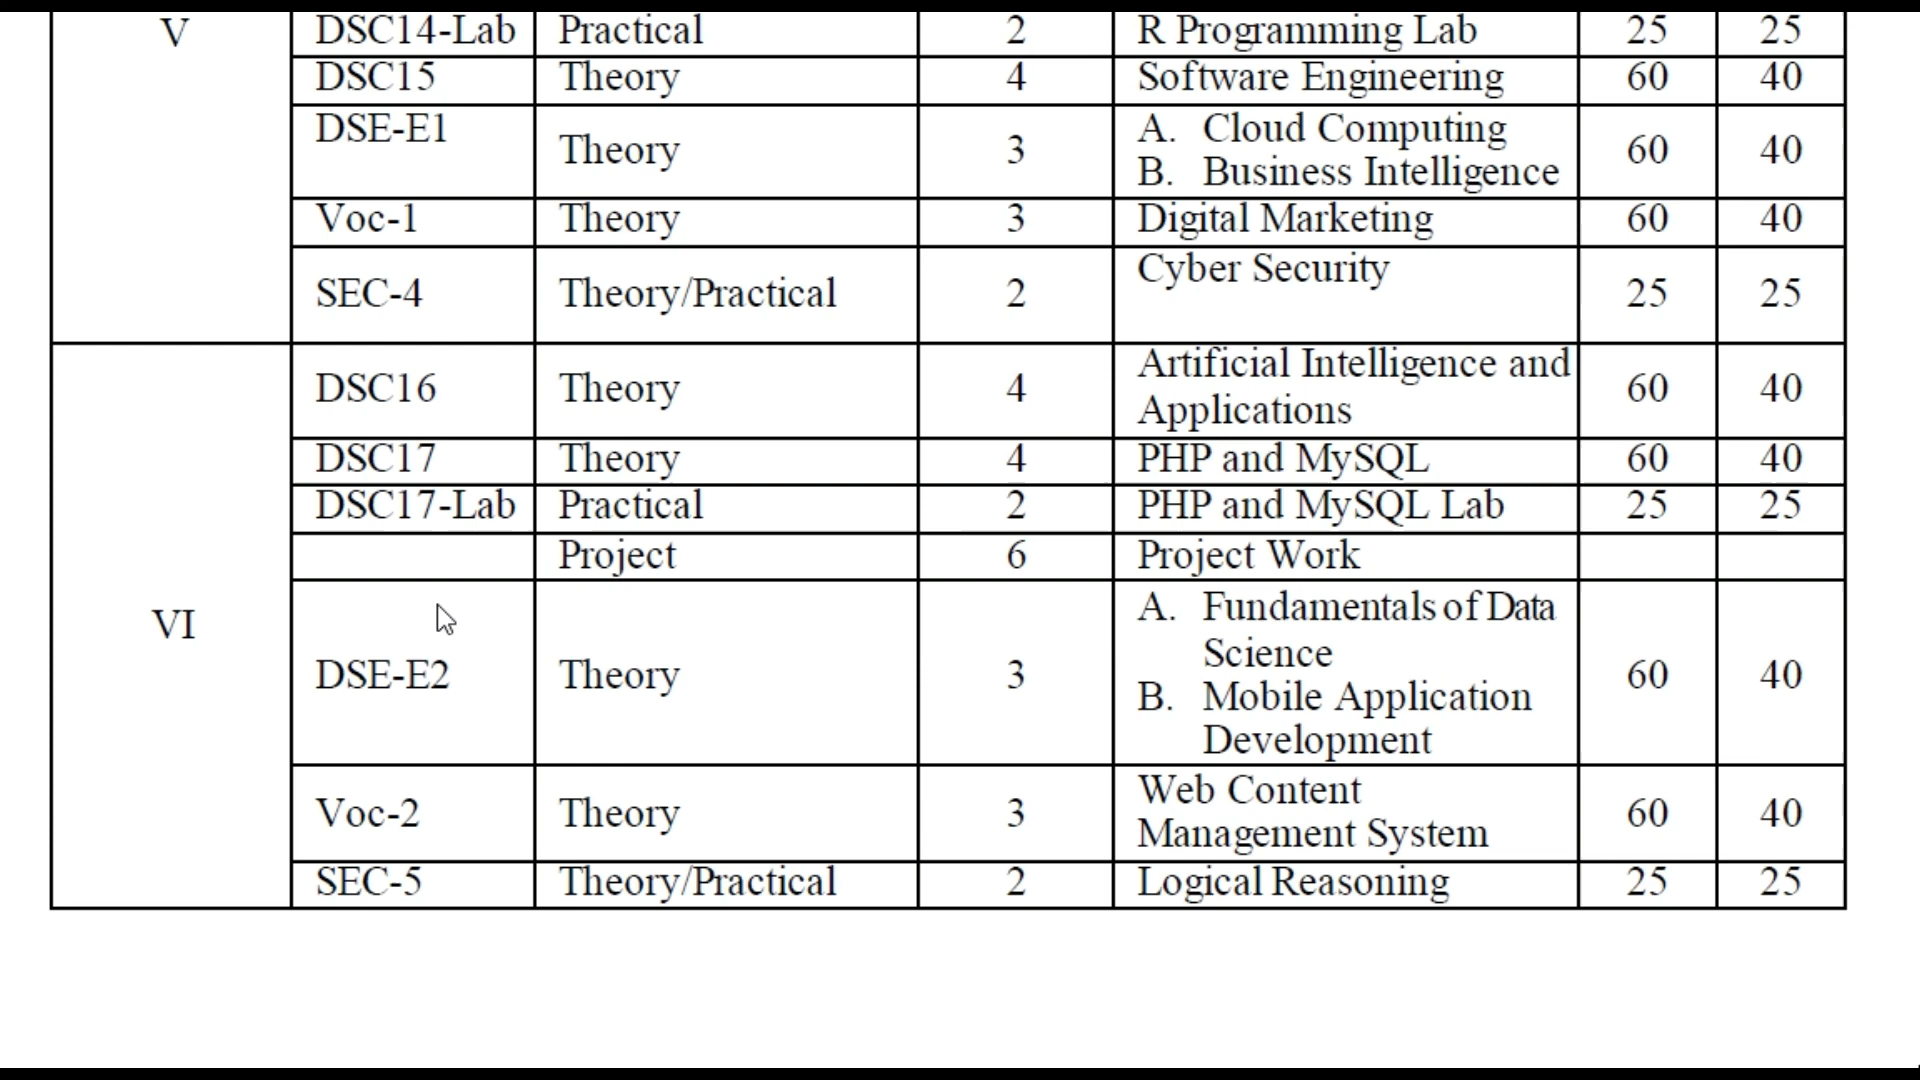 V DSC14-Lab Practical 2 R Programming Lab 25 25
DSC15 Theory 4 Software Engineering 60 40
DSE-E1 Theory 3 A. Cloud Computing 60 40
B. Business Intelligence
Voc-1 Theory 3 Digital Marketing 60 40
SEC-4 Theory/Practical 2 Cyber Security 25 25
VI
DSC16 Theory 4 Artificial Intelligence and 60 40
Applications
DSC17 Theory 4 PHP and MySQL 60 40
DSC17-Lab Practical 2 PHP and MySQL Lab 25 25
Project 6 Project Work
DSE-E2 Theory 3 A. Fundamentals of Data 60 40
Science
B. Mobile Application
Development
Voc-2 Theory 3 Web Content 60 40
Management System
SEC-5 Theory/Practical 2 Logical Reasoning 25 25